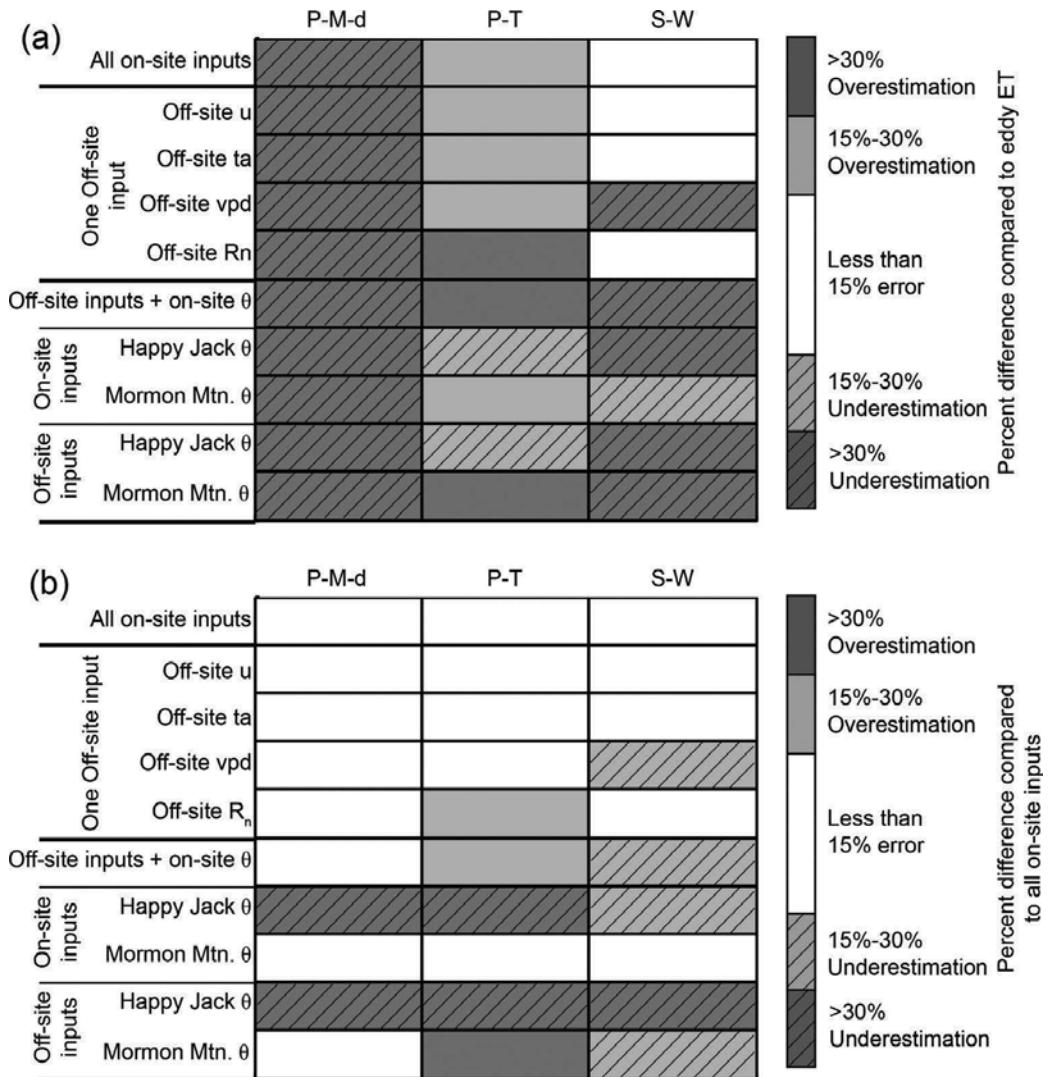 (a)
P-M-d P-T S-W
All on-site inputs
One Off-site
input
Off-site u
Off-site ta
Off-site vpd
Off-site Rn
Off-site inputs + on-site θ
On-site
inputs
Happy Jack θ
Mormon Mtn. θ
Off-site
inputs
Happy Jack θ
Mormon Mtn. θ
>30%
Overestimation
15%-30%
Overestimation
Less than
15% error
15%-30%
Underestimation
>30%
Underestimation
Percent difference compared to eddy ET
(b)
P-M-d P-T S-W
All on-site inputs
One Off-site input
Off-site u
Off-site ta
Off-site vpd
Off-site Rn
Off-site inputs + on-site θ
On-site
inputs
Happy Jack θ
Mormon Mtn. θ
Off-site
inputs
Happy Jack θ
Mormon Mtn. θ
>30%
Overestimation
15%-30%
Overestimation
Less than
15% error
15%-30%
Underestimation
>30%
Underestimation
Percent difference compared
to all on-site inputs